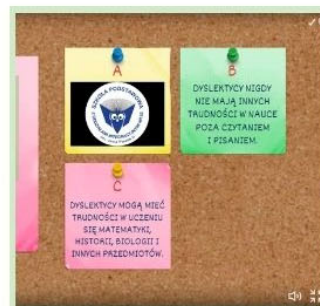 A
SZKOŁA PODSTAWOWA
B
DYSLEKTYCY NIGDY
NIE MAJĄ INNYCH
TRUDNOŚCI W NAUCE
POZA CZYTANIEM
I PISANIEM.
C
DYSLEKTYCY MOGĄ MIEĆ
TRUDNOŚCI W UCZENIU
SIĘ MATEMATYKI,
HISTORII, BIOLOGII I
INNYCH PRZEDMIOTÓW.